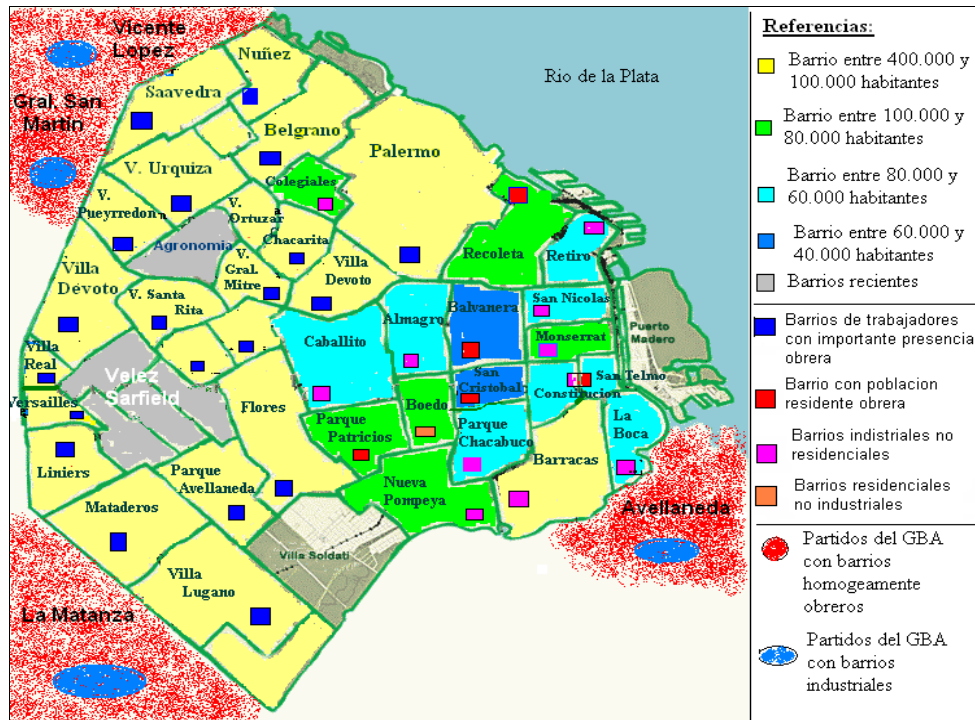 Vicente
Lopez
Nuñez
Saavedra
Gral. San
Martin
Belgrano
Palermo
Rio de la Plata
V. Urquiza
Colegiales
V.
Pueyrredon
V.
Ortuzar
Agronomia
Chacarita
Recoleta
Retiro
Villa
Dévoto
V.
Gral.
Mitre
Villa
Devoto
V. Santa
Rita
Almagro
Balvanera
San Nicolas
Puerto
Madero
Caballito
Monserrat
Villa
Real
Velez
Sarfield
San
Cristobal
San Telmo
Constitucion
Versailles
Flores
Boedo
Parque
Patricios
Parque
Chacabuco
La
Boca
Liniers
Parque
Avellaneda
Barracas
Nueva
Pompeya
Mataderos
Avellaneda
Villa Soldati
Villa
Lugano
La Matanza
Referencias:
Barrio entre 400.000 y
100.000 habitantes
Barrio entre 100.000 y
80.000 habitantes
Barrio entre 80.000 y
60.000 habitantes
Barrio entre 60.000 y
40.000 habitantes
Barrios recientes
Barrios de trabajadores
con importante presencia
obrera
Barrio con poblacion
residente obrera
Barrios indistriales no
residenciales
Barrios residenciales
no industriales
Partidos del GBA
con barrios
homogeamente
obreros
Partidos del GBA
con barrios
industriales